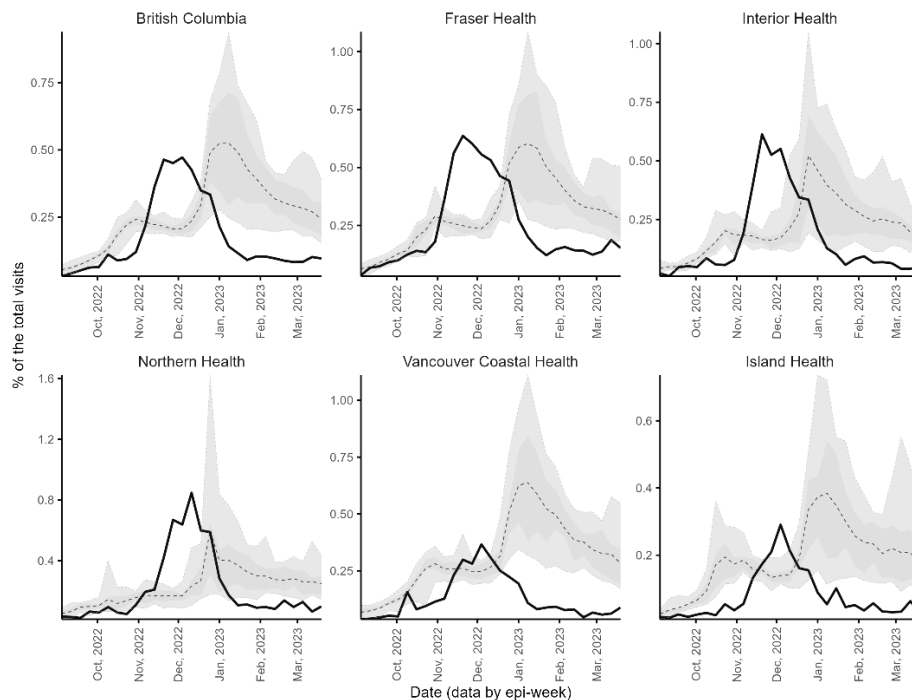 British Columbia
Fraser Health
Interior Health
0.75
0.50
0.25
1.00
0.75
0.50
0.25
1.00
0.75
0.50
0.25
Oct, 2022
Nov, 2022
Dec, 2022
Jan, 2023
Feb, 2023
Mar, 2023
Oct, 2022
Nov, 2022
Dec, 2022
Jan, 2023
Feb, 2023
Mar, 2023
Oct, 2022
Nov, 2022
Dec, 2022
Jan, 2023
Feb, 2023
Mar, 2023
% of the total visits
Northern Health
Vancouver Coastal Health
Island Health
1.6
1.2
0.8
0.4
1.00
0.75
0.50
0.25
0.6
0.4
0.2
Oct, 2022
Nov, 2022
Dec, 2022
Jan, 2023
Feb, 2023
Mar, 2023
Oct, 2022
Nov, 2022
Dec, 2022
Jan, 2023
Feb, 2023
Mar, 2023
Oct, 2022
Nov, 2022
Dec, 2022
Jan, 2023
Feb, 2023
Mar, 2023
Date (data by epi-week)